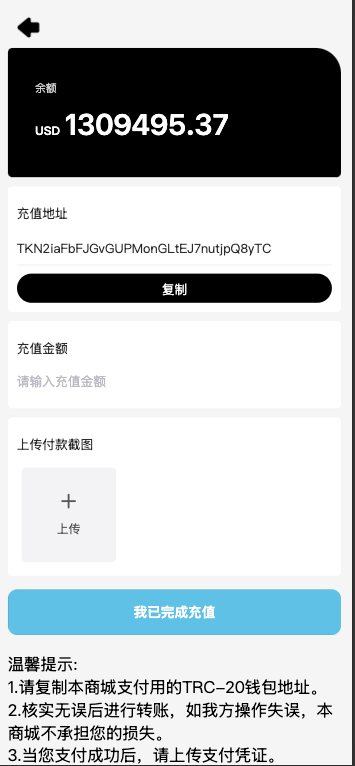 余额
USD 1309495.37
充值地址
TKN2iaFbFJGvGUPMonGLtEJ7nutjpQ8yTC
复制
充值金额
请输入充值金额
上传付款截图
上传
我已完成充值
温馨提示:
1.请复制本商城支付用的TRC-20钱包地址。
2.核实无误后进行转账，如我方操作失误，本
商城不承担您的损失。
3.当您支付成功后，请上传支付凭证。